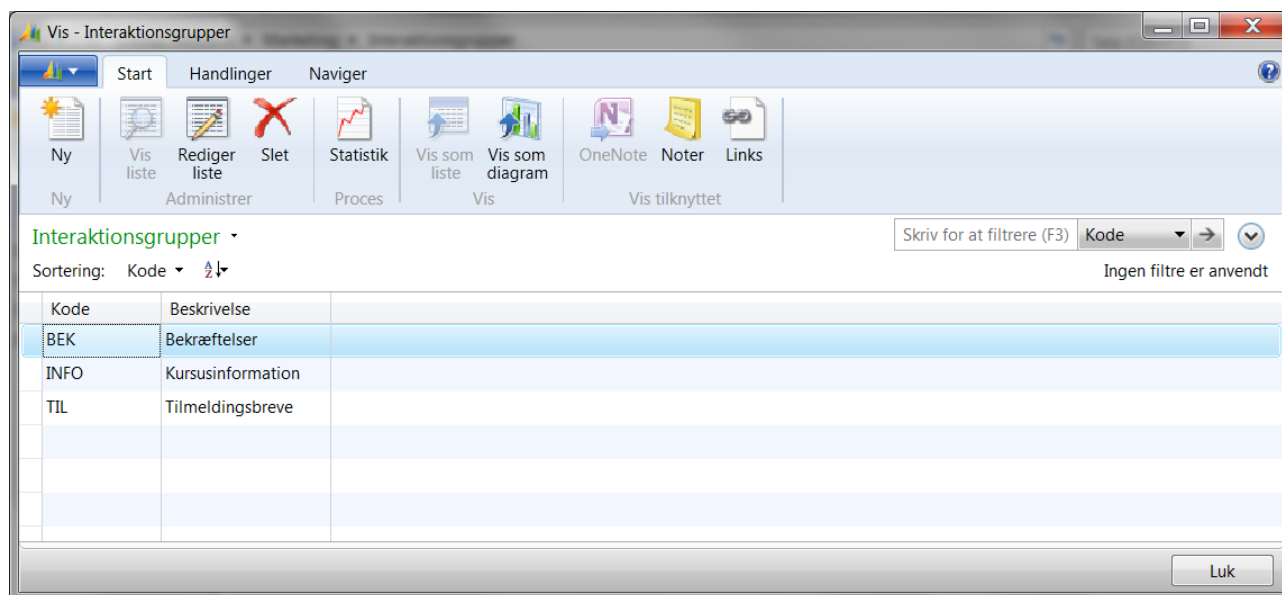 Vis - Interaktionsgrupper
Start Handlinger Naviger
Ny Vis liste Rediger liste Slet Statistik Vis som liste Vis som diagram OneNote Noter Links
Ny Administrer Proces Vis Vis tilknyttet
Interaktionsgrupper Skriv for at filtrere (F3) Kode
Sortering: Kode Ingen filtre er anvendt
Kode Beskrivelse
BEK Bekræftelser
INFO Kursusinformation
TIL Tilmeldingsbreve
Luk